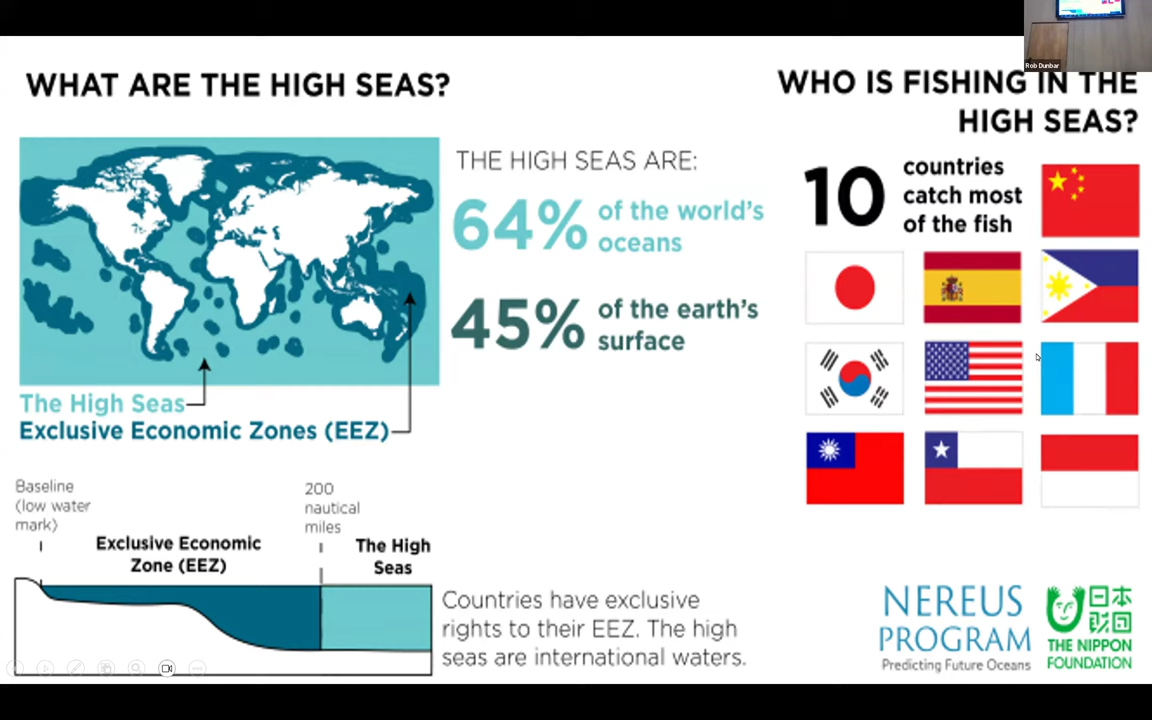 Rob Dunbar
WHAT ARE THE HIGH SEAS?
THE HIGH SEAS ARE:
64% of the world's
oceans
45% of the earth's
surface
The High Seas
Exclusive Economic Zones (EEZ)
Baseline
(low water
mark)
200
nautical
miles
Exclusive Economic
Zone (EEZ)
The High
Seas
Countries have exclusive
rights to their EEZ. The high
seas are international waters.
WHO IS FISHING IN THE
HIGH SEAS?
10 countries
catch most
of the fish
NEREUS
PROGRAM
Predicting Future Oceans
日本
財団
THE NIPPON
FOUNDATION